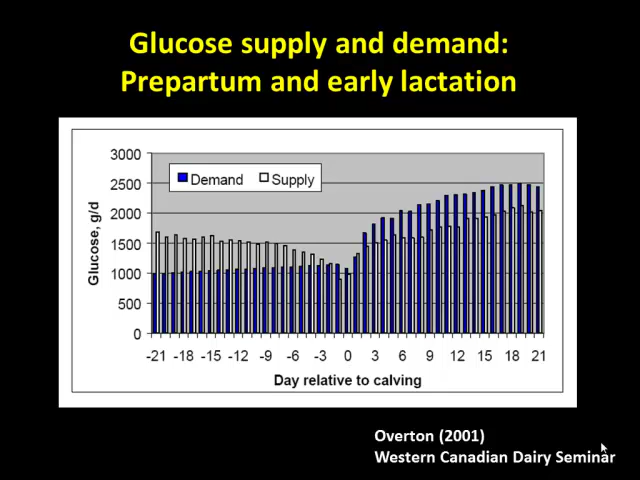 Glucose supply and demand:
Prepartum and early lactation
3000
2500
2000
1500
1000
500
0
Demand Supply
Glucose, g/d
-21 -18 -15 -12 -9 -6 -3 0 3 6 9 12 15 18 21
Day relative to calving
Overton (2001)
Western Canadian Dairy Seminar